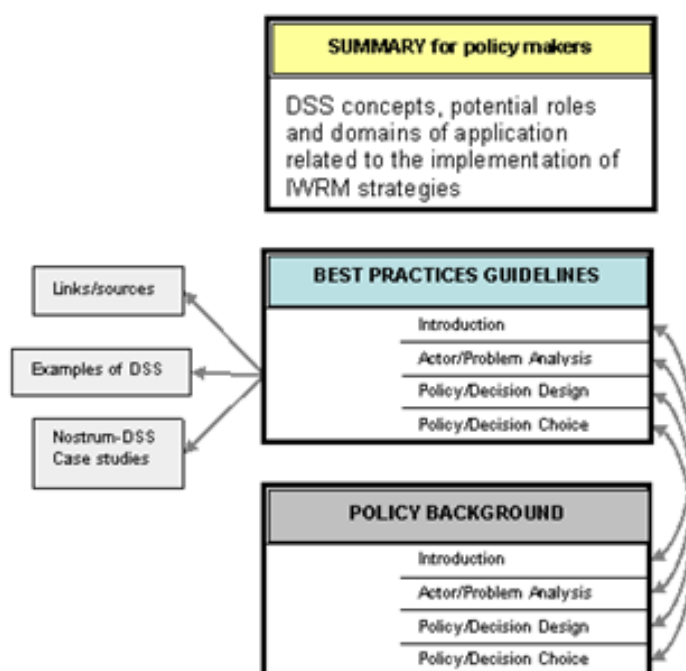 SUMMARY for policy makers
DSS concepts, potential roles
and domains of application
related to the implementation of
IWRM strategies
BEST PRACTICES GUIDELINES
Introduction
Actor/Problem Analysis
Policy/Decision Design
Policy/Decision Choice
Links/sources
Examples of DSS
Nostrum-DSS
Case studies
POLICY BACKGROUND
Introduction
Actor/Problem Analysis
Policy/Decision Design
Policy/Decision Choice